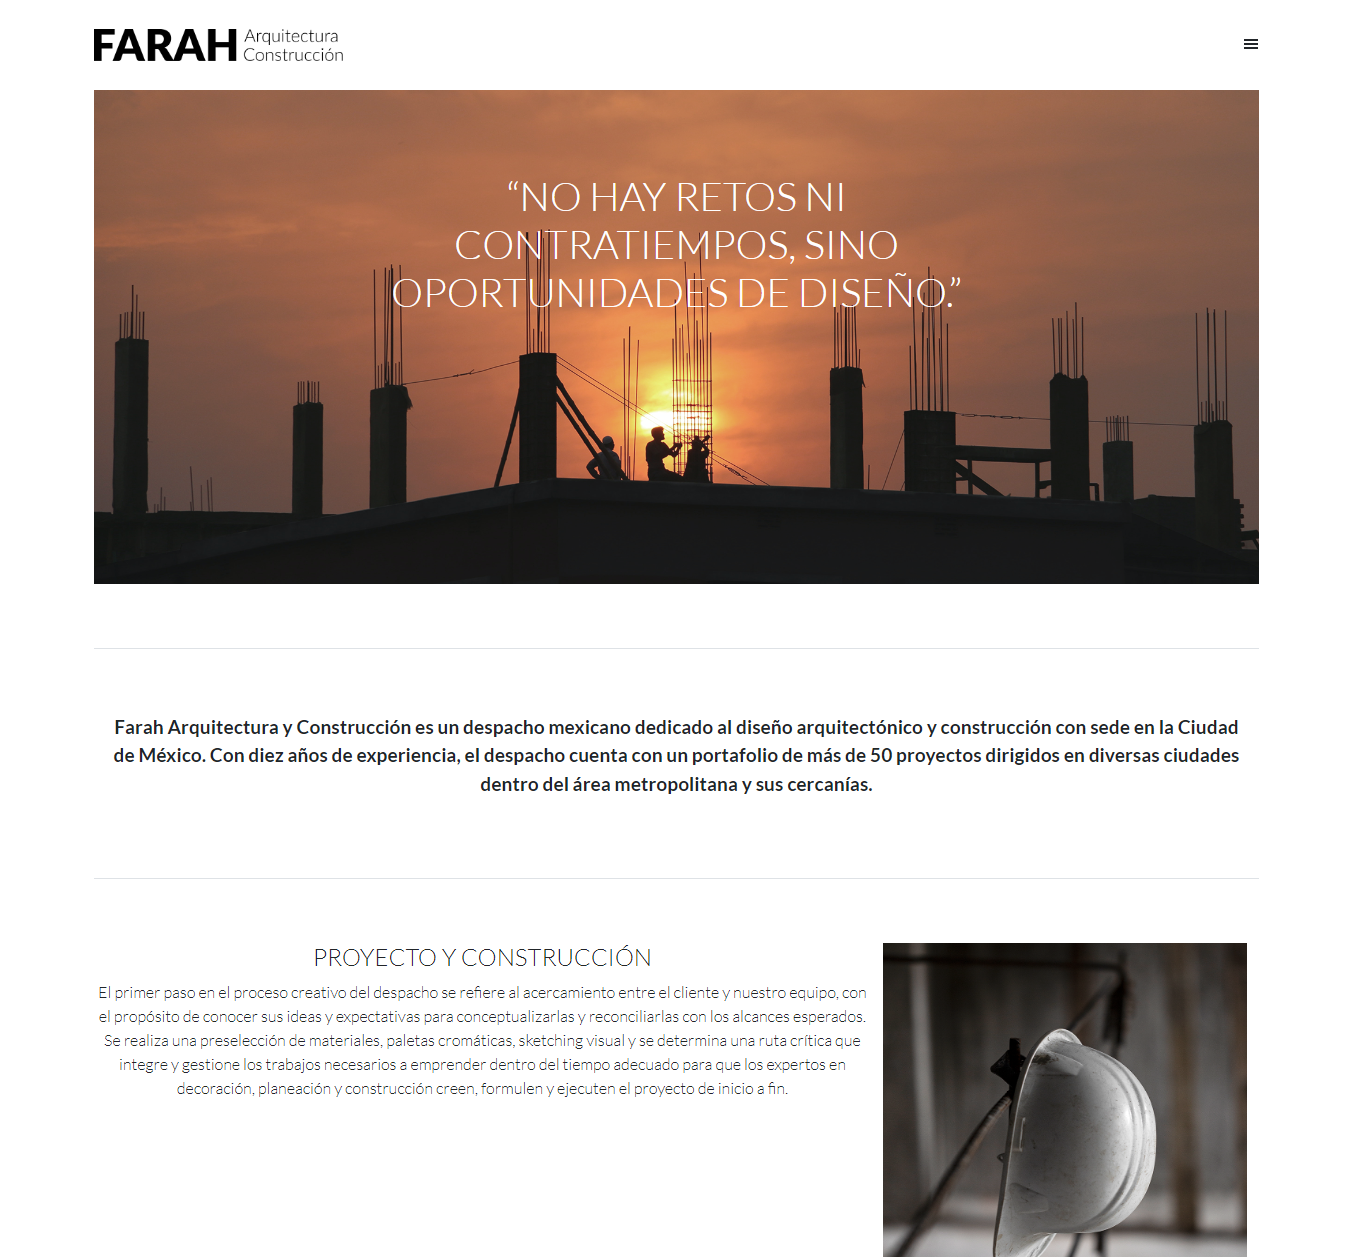 FARAH Arquitectura
Construcción
“NO HAY RETOS NI
CONTRATIEMPOS, SINO
OPORTUNIDADES DE DISEÑO.”
Farah Arquitectura y Construcción es un despacho mexicano dedicado al diseño arquitectónico y construcción con sede en la Ciudad
de México. Con diez años de experiencia, el despacho cuenta con un portafolio de más de 50 proyectos dirigidos en diversas ciudades
dentro del área metropolitana y sus cercanías.
PROYECTO Y CONSTRUCCIÓN
El primer paso en el proceso creativo del despacho se refiere al acercamiento entre el cliente y nuestro equipo, con
el propósito de conocer sus ideas y expectativas para conceptualizarlas y reconciliarlas con los alcances esperados.
Se realiza una preselección de materiales, paletas cromáticas, sketching visual y se determina una ruta crítica que
integre y gestione los trabajos necesarios a emprender dentro del tiempo adecuado para que los expertos en
decoración, planeación y construcción creen, formulen y ejecuten el proyecto de inicio a fin.